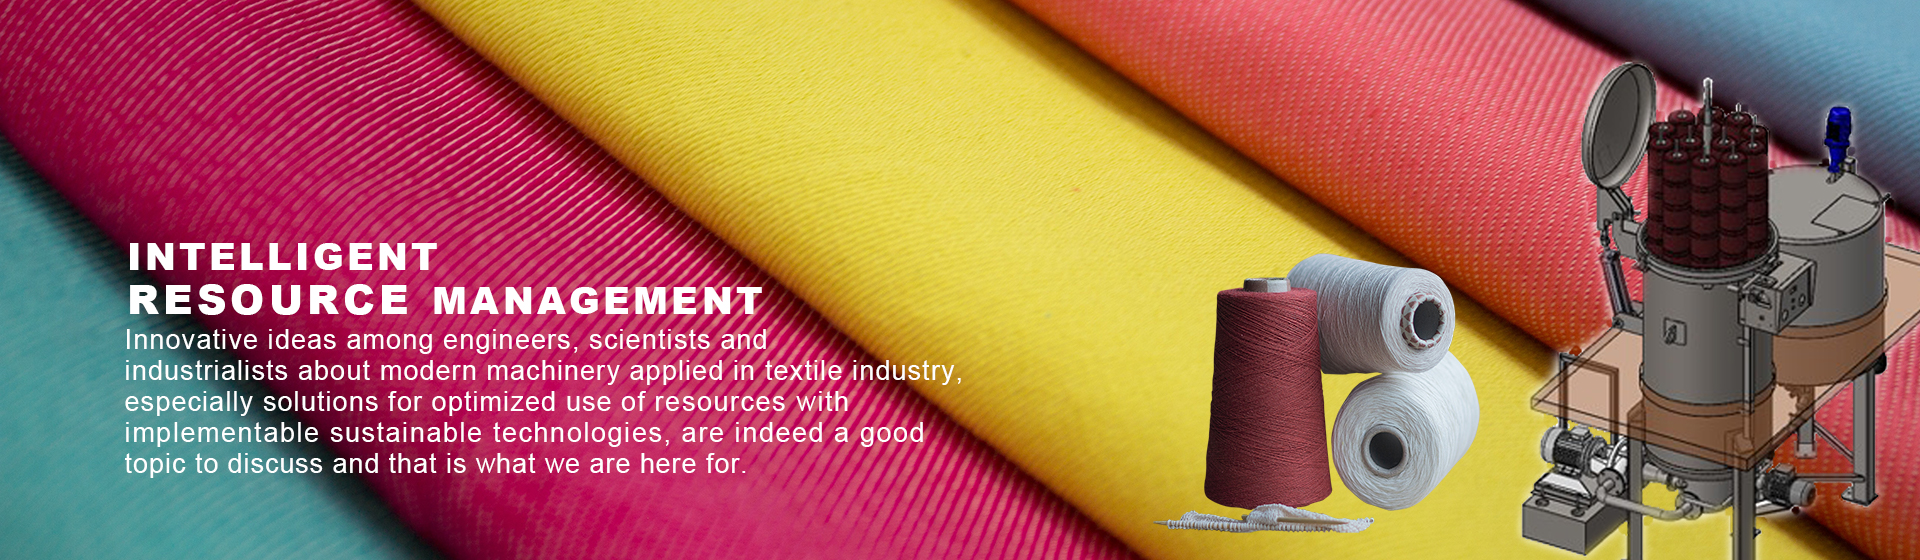 INTELLIGENT
RESOURCE MANAGEMENT
Innovative ideas among engineers, scientists and
industrialists about modern machinery applied in textile industry,
especially solutions for optimized use of resources with
implementable sustainable technologies, are indeed a good
topic to discuss and that is what we are here for.